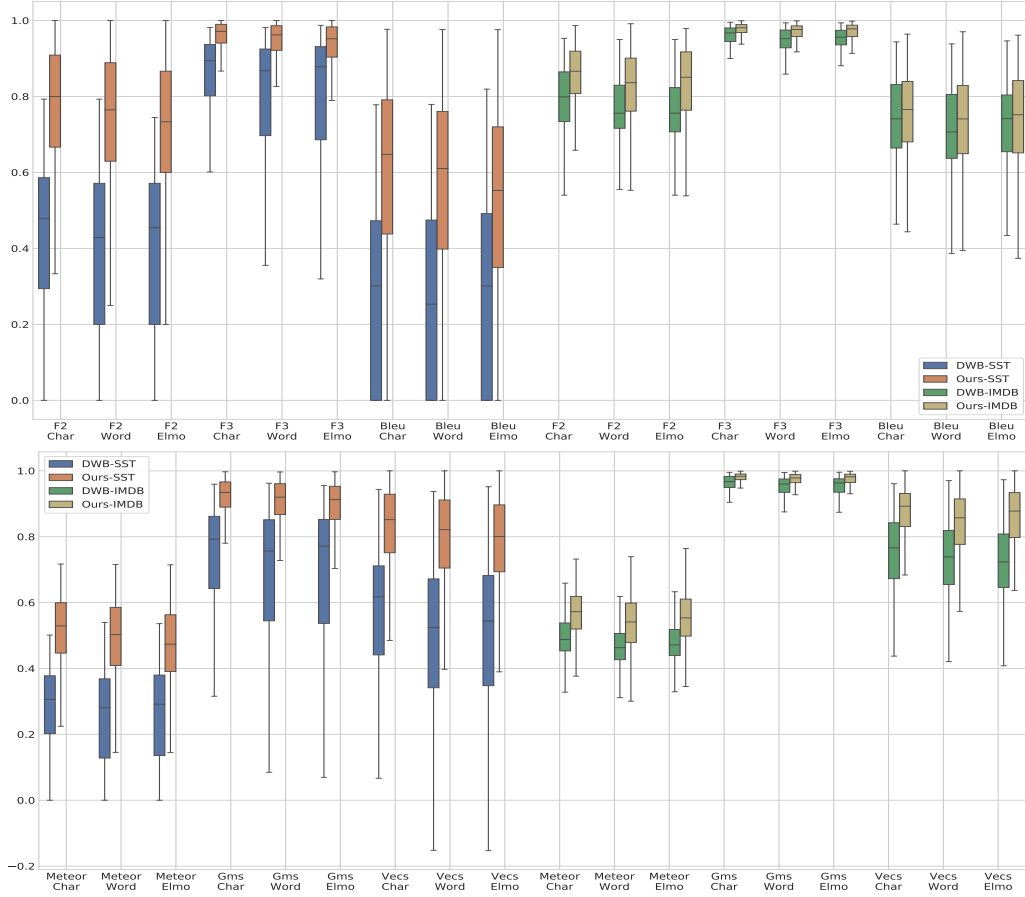 1.0
0.8
0.6
0.4
0.2
0.0
DWB-SST
Ours-SST
DWB-IMDB
Ours-IMDB
F2 F2 F2 F3 F3 F3 Bleu Bleu Bleu F2 F2 F2 F3 F3 F3 Bleu Bleu Bleu
Char Word Elmo Char Word Elmo Char Word Elmo Char Word Elmo Char Word Elmo Char Word Elmo
DWB-SST
Ours-SST
DWB-IMDB
Ours-IMDB
1.0
0.8
0.6
0.4
0.2
0.0
−0.2
Meteor Meteor Meteor Gms Gms Gms Vecs Vecs Vecs Meteor Meteor Meteor Gms Gms Gms Vecs Vecs Vecs
Char Word Elmo Char Word Elmo Char Word Elmo Char Word Elmo Char Word Elmo Char Word Elmo